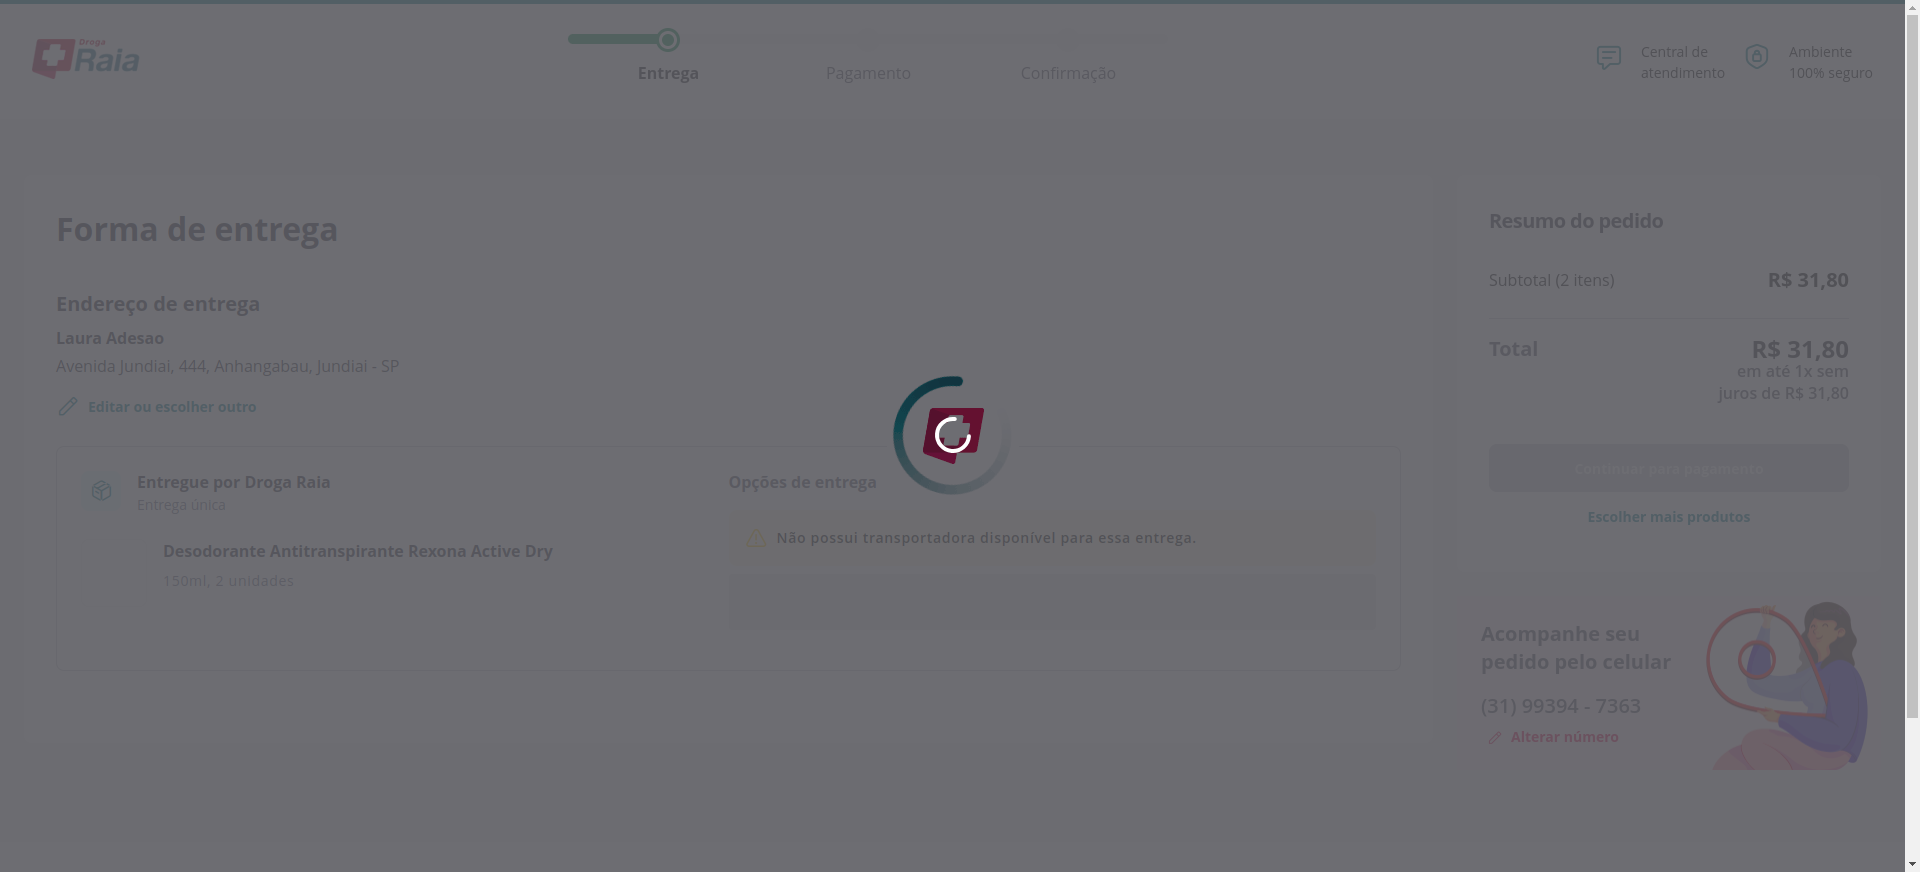 Droga
Raia
Entrega
Pagamento
Confirmação
Central de
atendimento
Ambiente
100% seguro
Forma de entrega
Endereço de entrega
Laura Adesao
Avenida Jundiai, 444, Anhangabau, Jundiai - SP
Editar ou escolher outro
Entregue por Droga Raia
Entrega única
Desodorante Antitranspirante Rexona Active Dry
150ml, 2 unidades
Opções de entrega
Não possui transportadora disponível para essa entrega.
Resumo do pedido
Subtotal (2 itens)
R$ 31,80
Total
R$ 31,80
em até 1x sem
juros de R$ 31,80
Continuar para pagamento
Escolher mais produtos
Acompanhe seu
pedido pelo celular
(31) 99394 - 7363
Alterar número